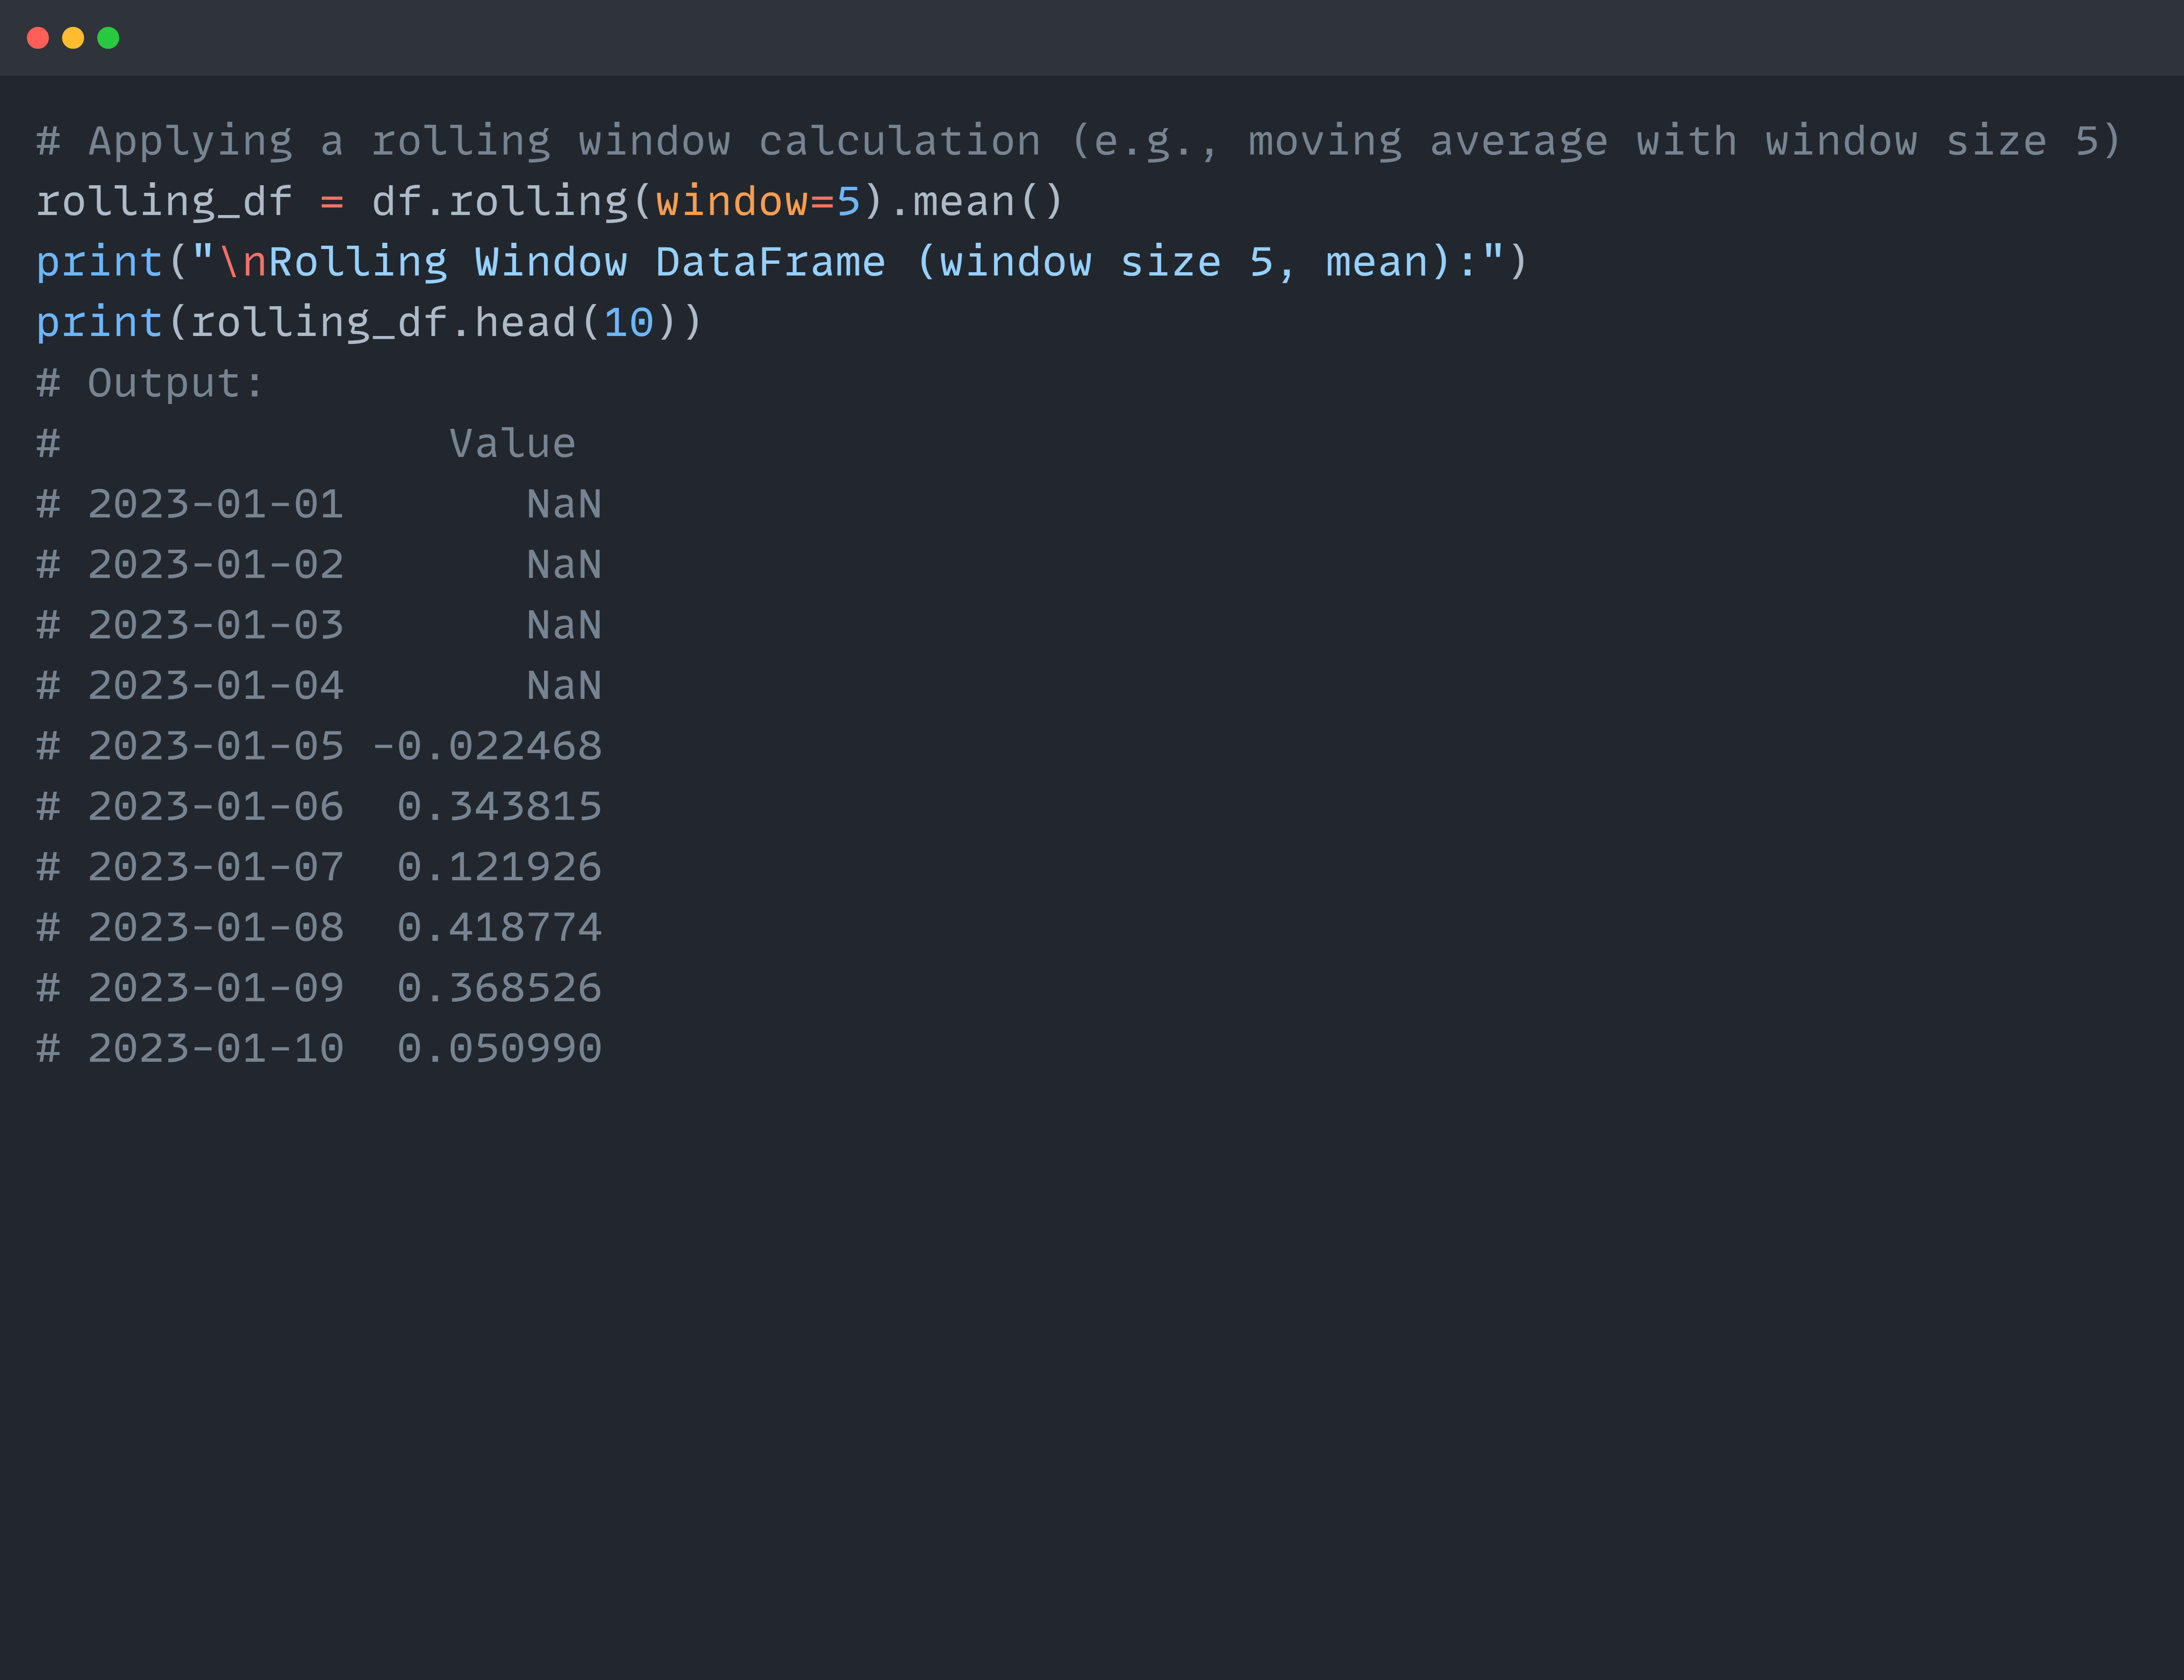 # Applying a rolling window calculation (e.g., moving average with window size 5)
rolling_df = df.rolling(window=5).mean()
print("\nRolling Window DataFrame (window size 5, mean):")
print(rolling_df.head(10))
# Output:
#               Value
# 2023-01-01       NaN
# 2023-01-02       NaN
# 2023-01-03       NaN
# 2023-01-04       NaN
# 2023-01-05 -0.022468
# 2023-01-06  0.343815
# 2023-01-07  0.121926
# 2023-01-08  0.418774
# 2023-01-09  0.368526
# 2023-01-10  0.050990